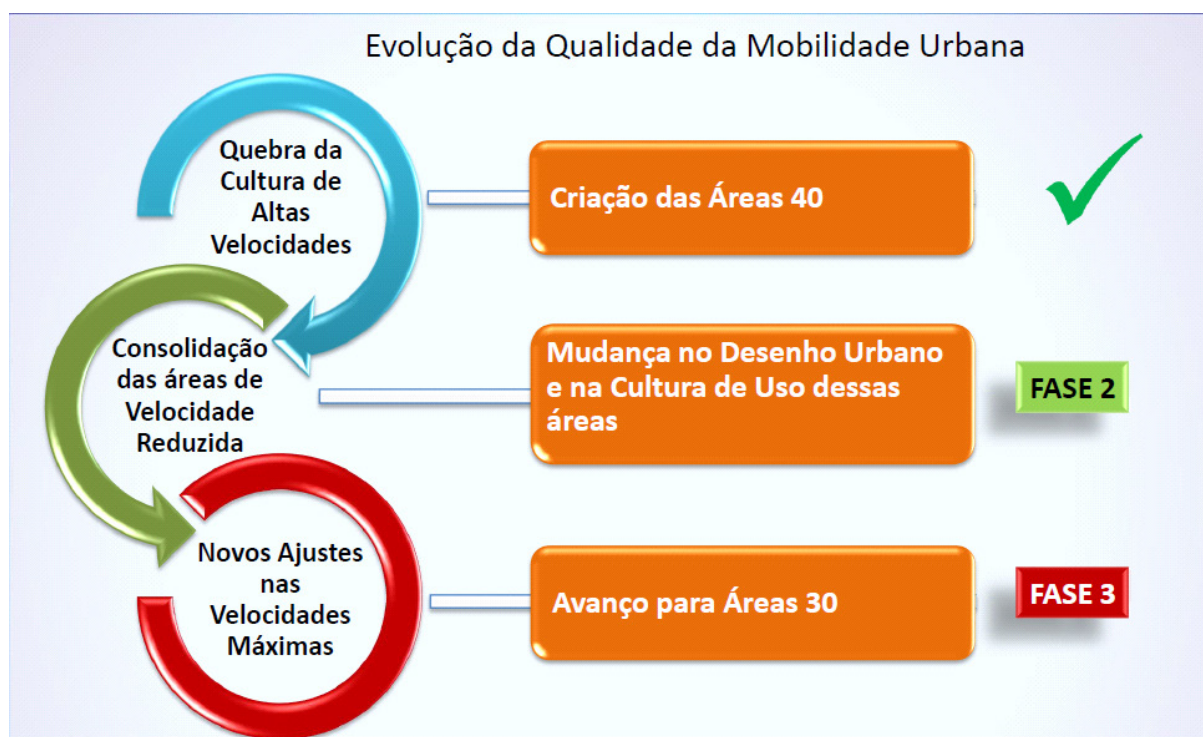 Evolução da Qualidade da Mobilidade Urbana
Quebra da
Cultura de
Altas
Velocidades
Criação das Áreas 40
Consolidação
das áreas de
Velocidade
Reduzida
Mudança no Desenho Urbano
e na Cultura de Uso dessas
áreas
FASE 2
Novos Ajustes
nas
Velocidades
Máximas
Avanço para Áreas 30
FASE 3